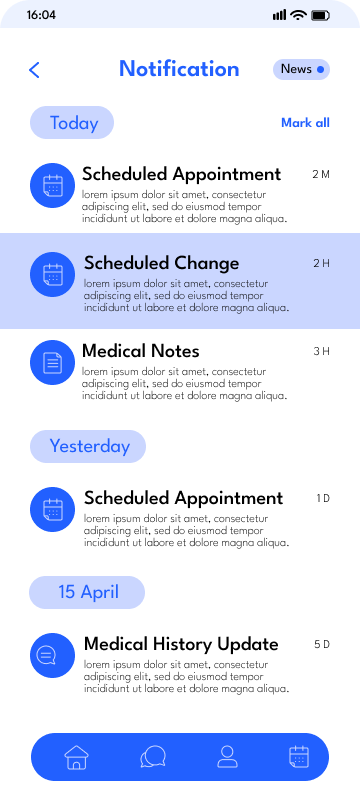 16:04
Notification
News
Today
Mark all
Scheduled Appointment
2 M
lorem ipsum dolor sit amet, consectetur
adipiscing elit, sed do eiusmod tempor
incididunt ut labore et dolore magna aliqua.
Scheduled Change
2 H
lorem ipsum dolor sit amet, consectetur
adipiscing elit, sed do eiusmod tempor
incididunt ut labore et dolore magna aliqua.
Medical Notes
3 H
lorem ipsum dolor sit amet, consectetur
adipiscing elit, sed do eiusmod tempor
incididunt ut labore et dolore magna aliqua.
Yesterday
Scheduled Appointment
1 D
lorem ipsum dolor sit amet, consectetur
adipiscing elit, sed do eiusmod tempor
incididunt ut labore et dolore magna aliqua.
15 April
Medical History Update
5 D
lorem ipsum dolor sit amet, consectetur
adipiscing elit, sed do eiusmod tempor
incididunt ut labore et dolore magna aliqua.